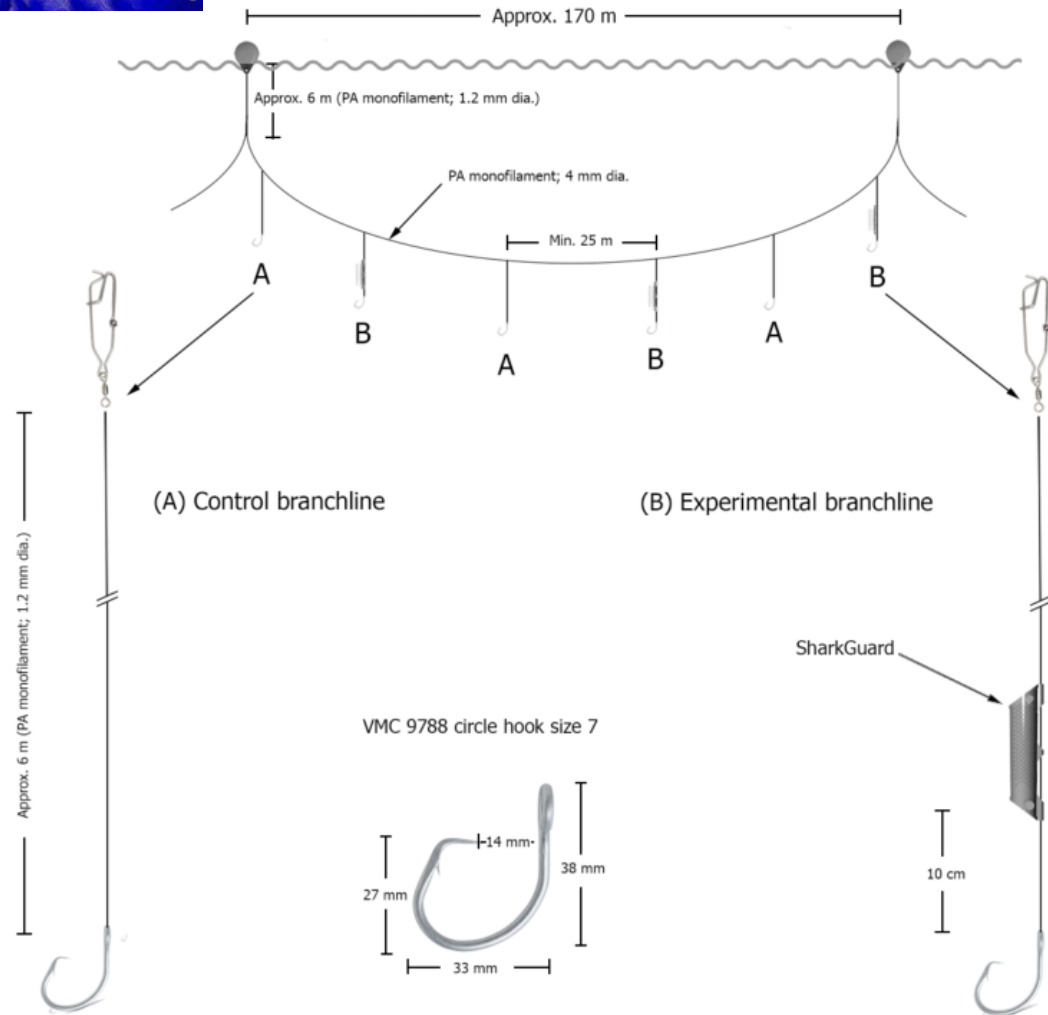 Approx. 170 m
Approx. 6 m (PA monofilament; 1.2 mm dia.)
PA monofilament; 4 mm dia.
Min. 25 m
A
B
A
B
A
B
(A) Control branchline
(B) Experimental branchline
Approx. 6 m (PA monofilament; 1.2 mm dia.)
SharkGuard
VMC 9788 circle hook size 7
14 mm
27 mm
38 mm
33 mm
10 cm